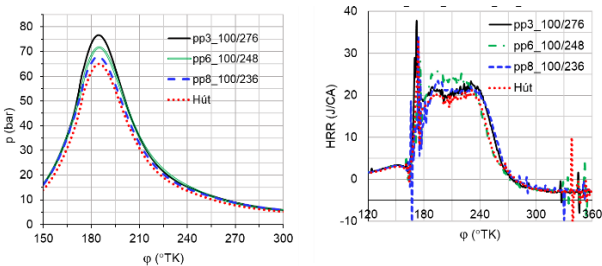 80
70
60
50
40
30
20
10
0
p (bar)
pp3_100/276
pp6_100/248
pp8_100/236
Hút
150
180
210
240
270
300
φ (°TK)
40
30
20
10
0
-10
HRR (J/CA)
pp3_100/276
pp6_100/248
pp8_100/236
Hút
120
180
240
300
360
φ (°TK)